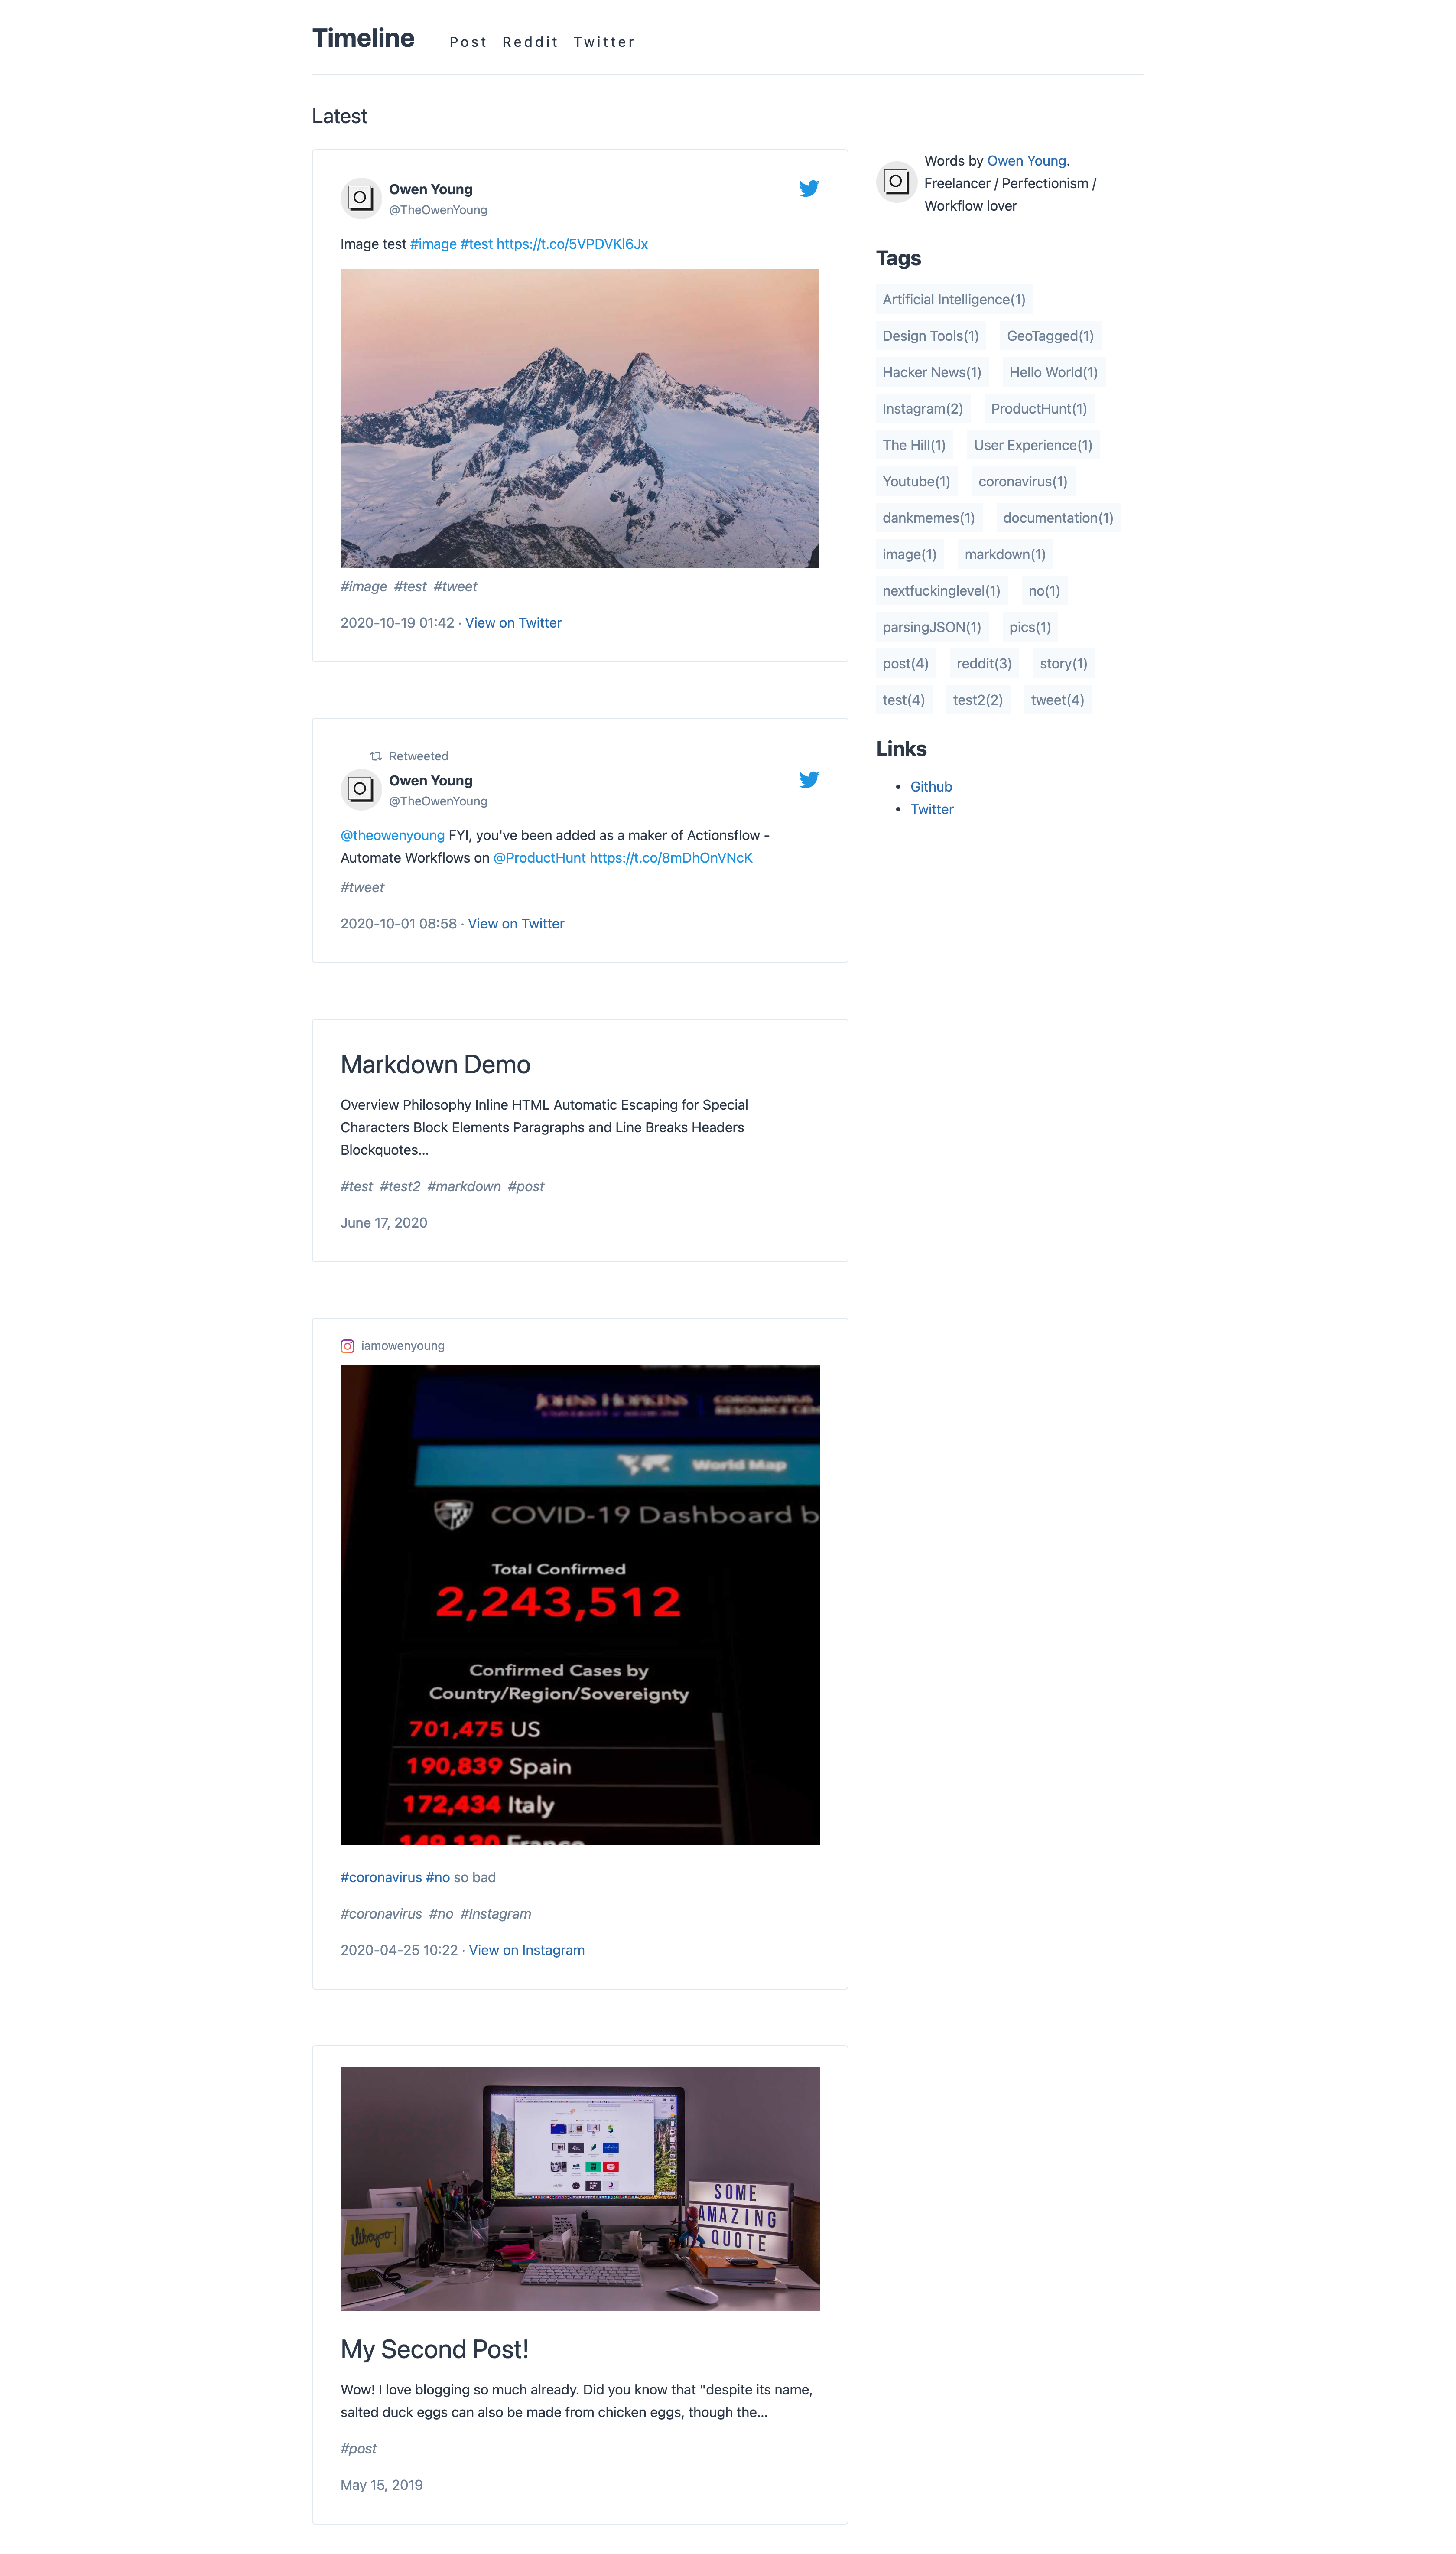 Timeline
Post Reddit Twitter
Latest
Owen Young
@TheOwenYoung
Image test #image #test https://t.co/5VPDVKI6Jx
#image #test #tweet
2020-10-19 01:42 · View on Twitter
Retweeted
Owen Young
@TheOwenYoung
@theowenyoung FYI, you've been added as a maker of Actionsflow -
Automate Workflows on @ProductHunt https://t.co/8mDhOnVNcK
#tweet
2020-10-01 08:58 · View on Twitter
Markdown Demo
Overview Philosophy Inline HTML Automatic Escaping for Special
Characters Block Elements Paragraphs and Line Breaks Headers
Blockquotes...
#test #test2 #markdown #post
June 17, 2020
iamowenyoung
JOHNS HOPKINS
CORONAVIRUS
RESOURCE CEN
World Map
COVID-19 Dashboard b
Total Confirmed
2,243,512
Confirmed Cases by
Country/Region/Sovereignty
701,475 US
190,839 Spain
172,434 Italy
#coronavirus #no so bad
#coronavirus #no #Instagram
2020-04-25 10:22 · View on Instagram
SOME
AMAZING
QUOTE
My Second Post!
Wow! I love blogging so much already. Did you know that "despite its name,
salted duck eggs can also be made from chicken eggs, though the...
#post
May 15, 2019
Words by Owen Young.
Freelancer / Perfectionism /
Workflow lover
Tags
Artificial Intelligence(1)
Design Tools(1) GeoTagged(1)
Hacker News(1) Hello World(1)
Instagram(2) ProductHunt(1)
The Hill(1) User Experience(1)
Youtube(1) coronavirus(1)
dankmemes(1) documentation(1)
image(1) markdown(1)
nextfuckinglevel(1) no(1)
parsingJSON(1) pics(1)
post(4) reddit(3) story(1)
test(4) test2(2) tweet(4)
Links
Github
Twitter